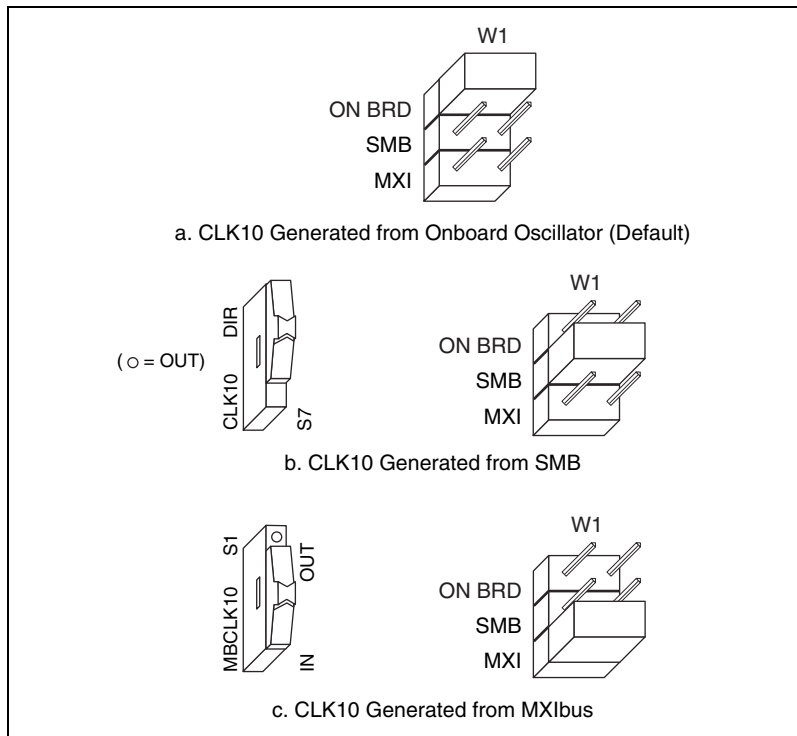 W1
ON BRD
SMB
MXI
a. CLK10 Generated from Onboard Oscillator (Default)
DIR
(○ = OUT)
CLK10
S7
W1
ON BRD
SMB
MXI
b. CLK10 Generated from SMB
S1
OUT
MBCLK10
IN
W1
ON BRD
SMB
MXI
c. CLK10 Generated from MXIbus